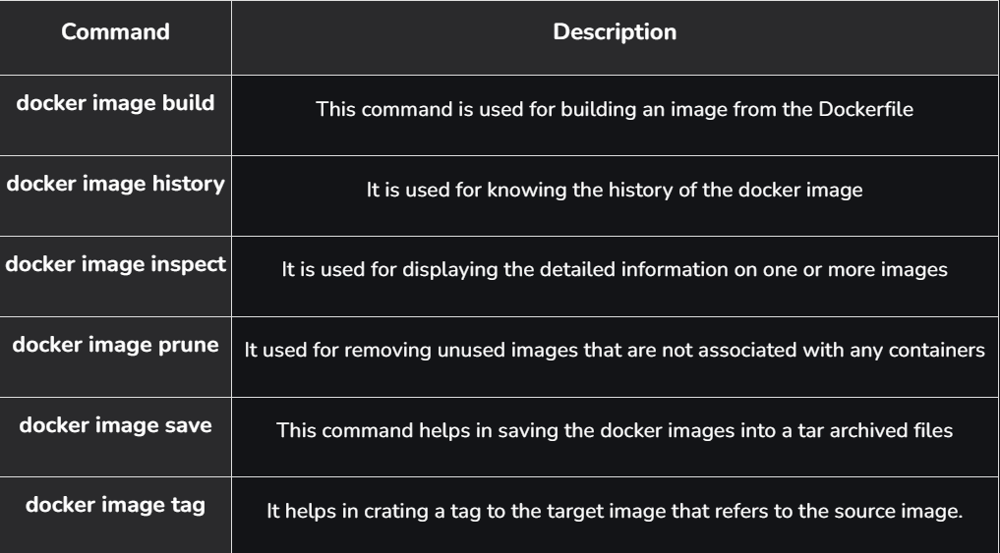 Command Description
docker image build This command is used for building an image from the Dockerfile
docker image history It is used for knowing the history of the docker image
docker image inspect It is used for displaying the detailed information on one or more images
docker image prune It used for removing unused images that are not associated with any containers
docker image save This command helps in saving the docker images into a tar archived files
docker image tag It helps in crating a tag to the target image that refers to the source image.